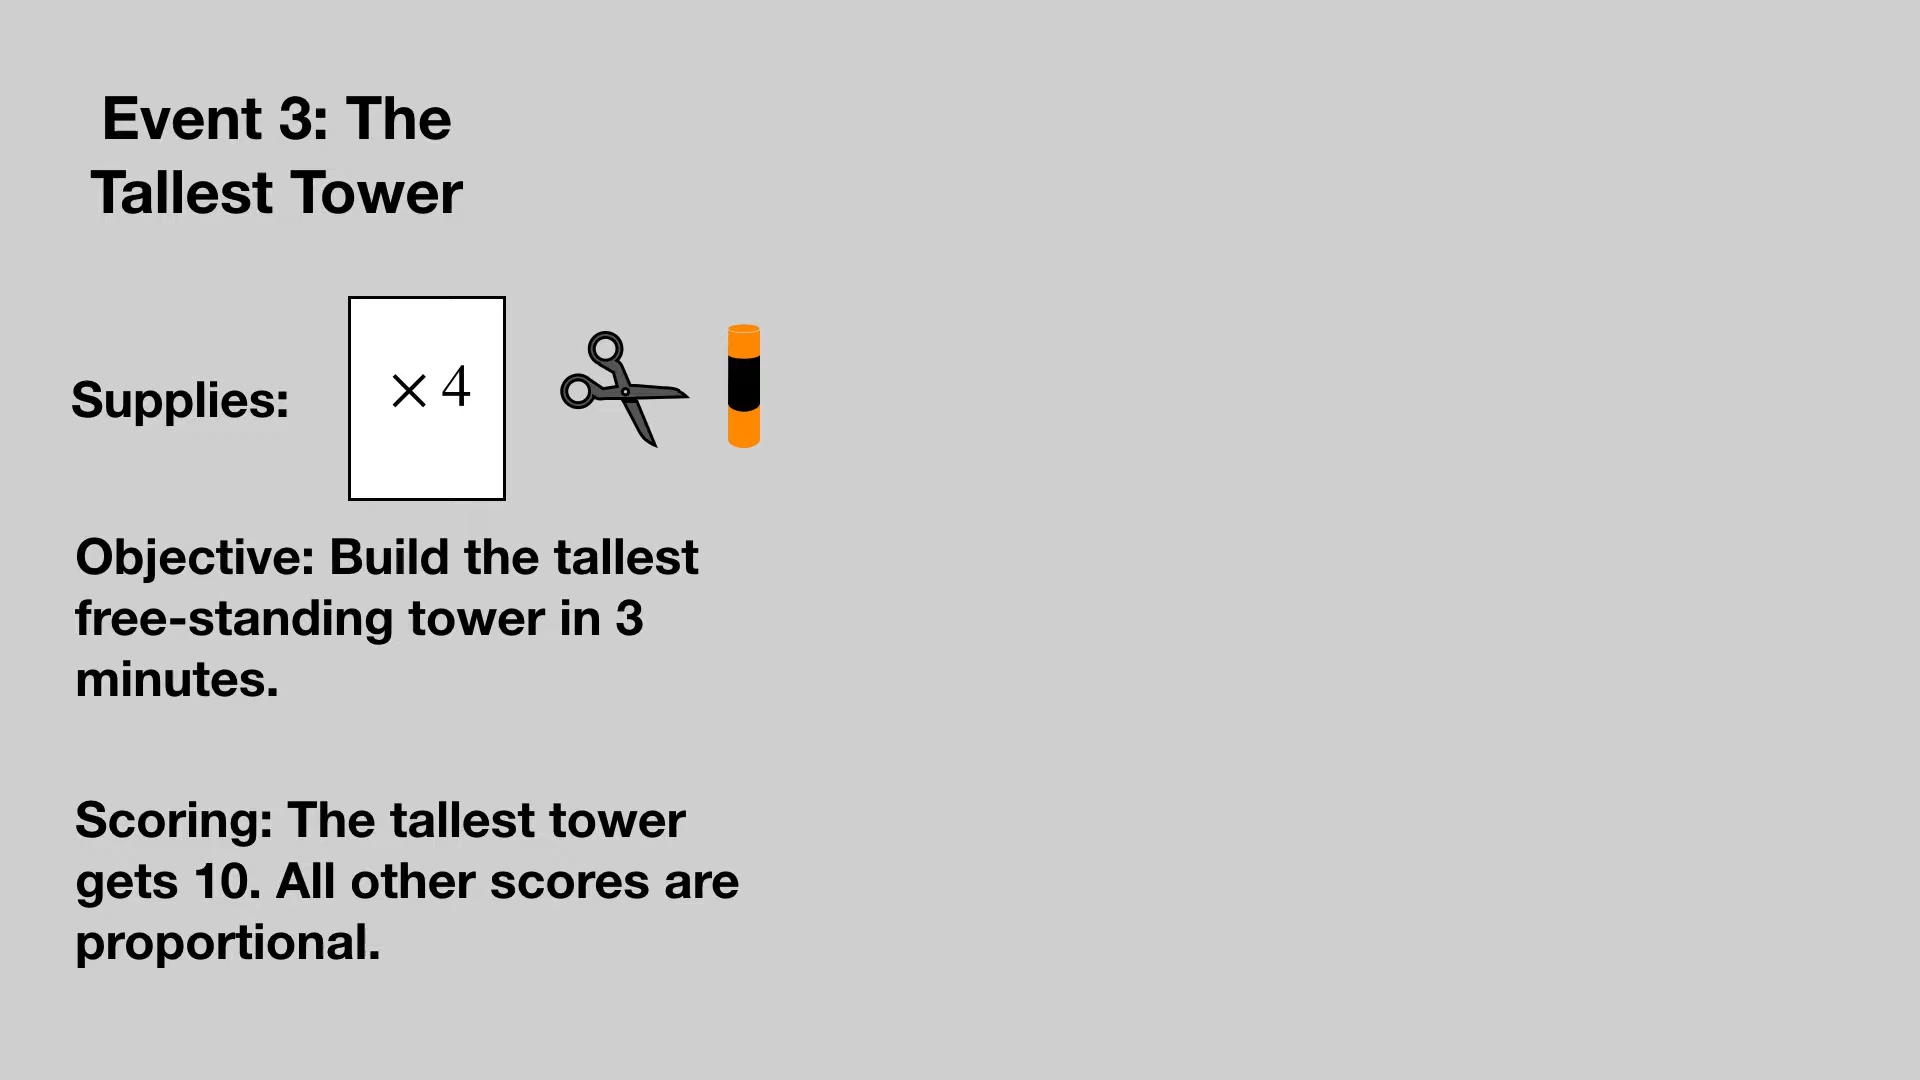 Event 3: The
Tallest Tower
Supplies:
× 4
Objective: Build the tallest
free-standing tower in 3
minutes.
Scoring: The tallest tower
gets 10. All other scores are
proportional.